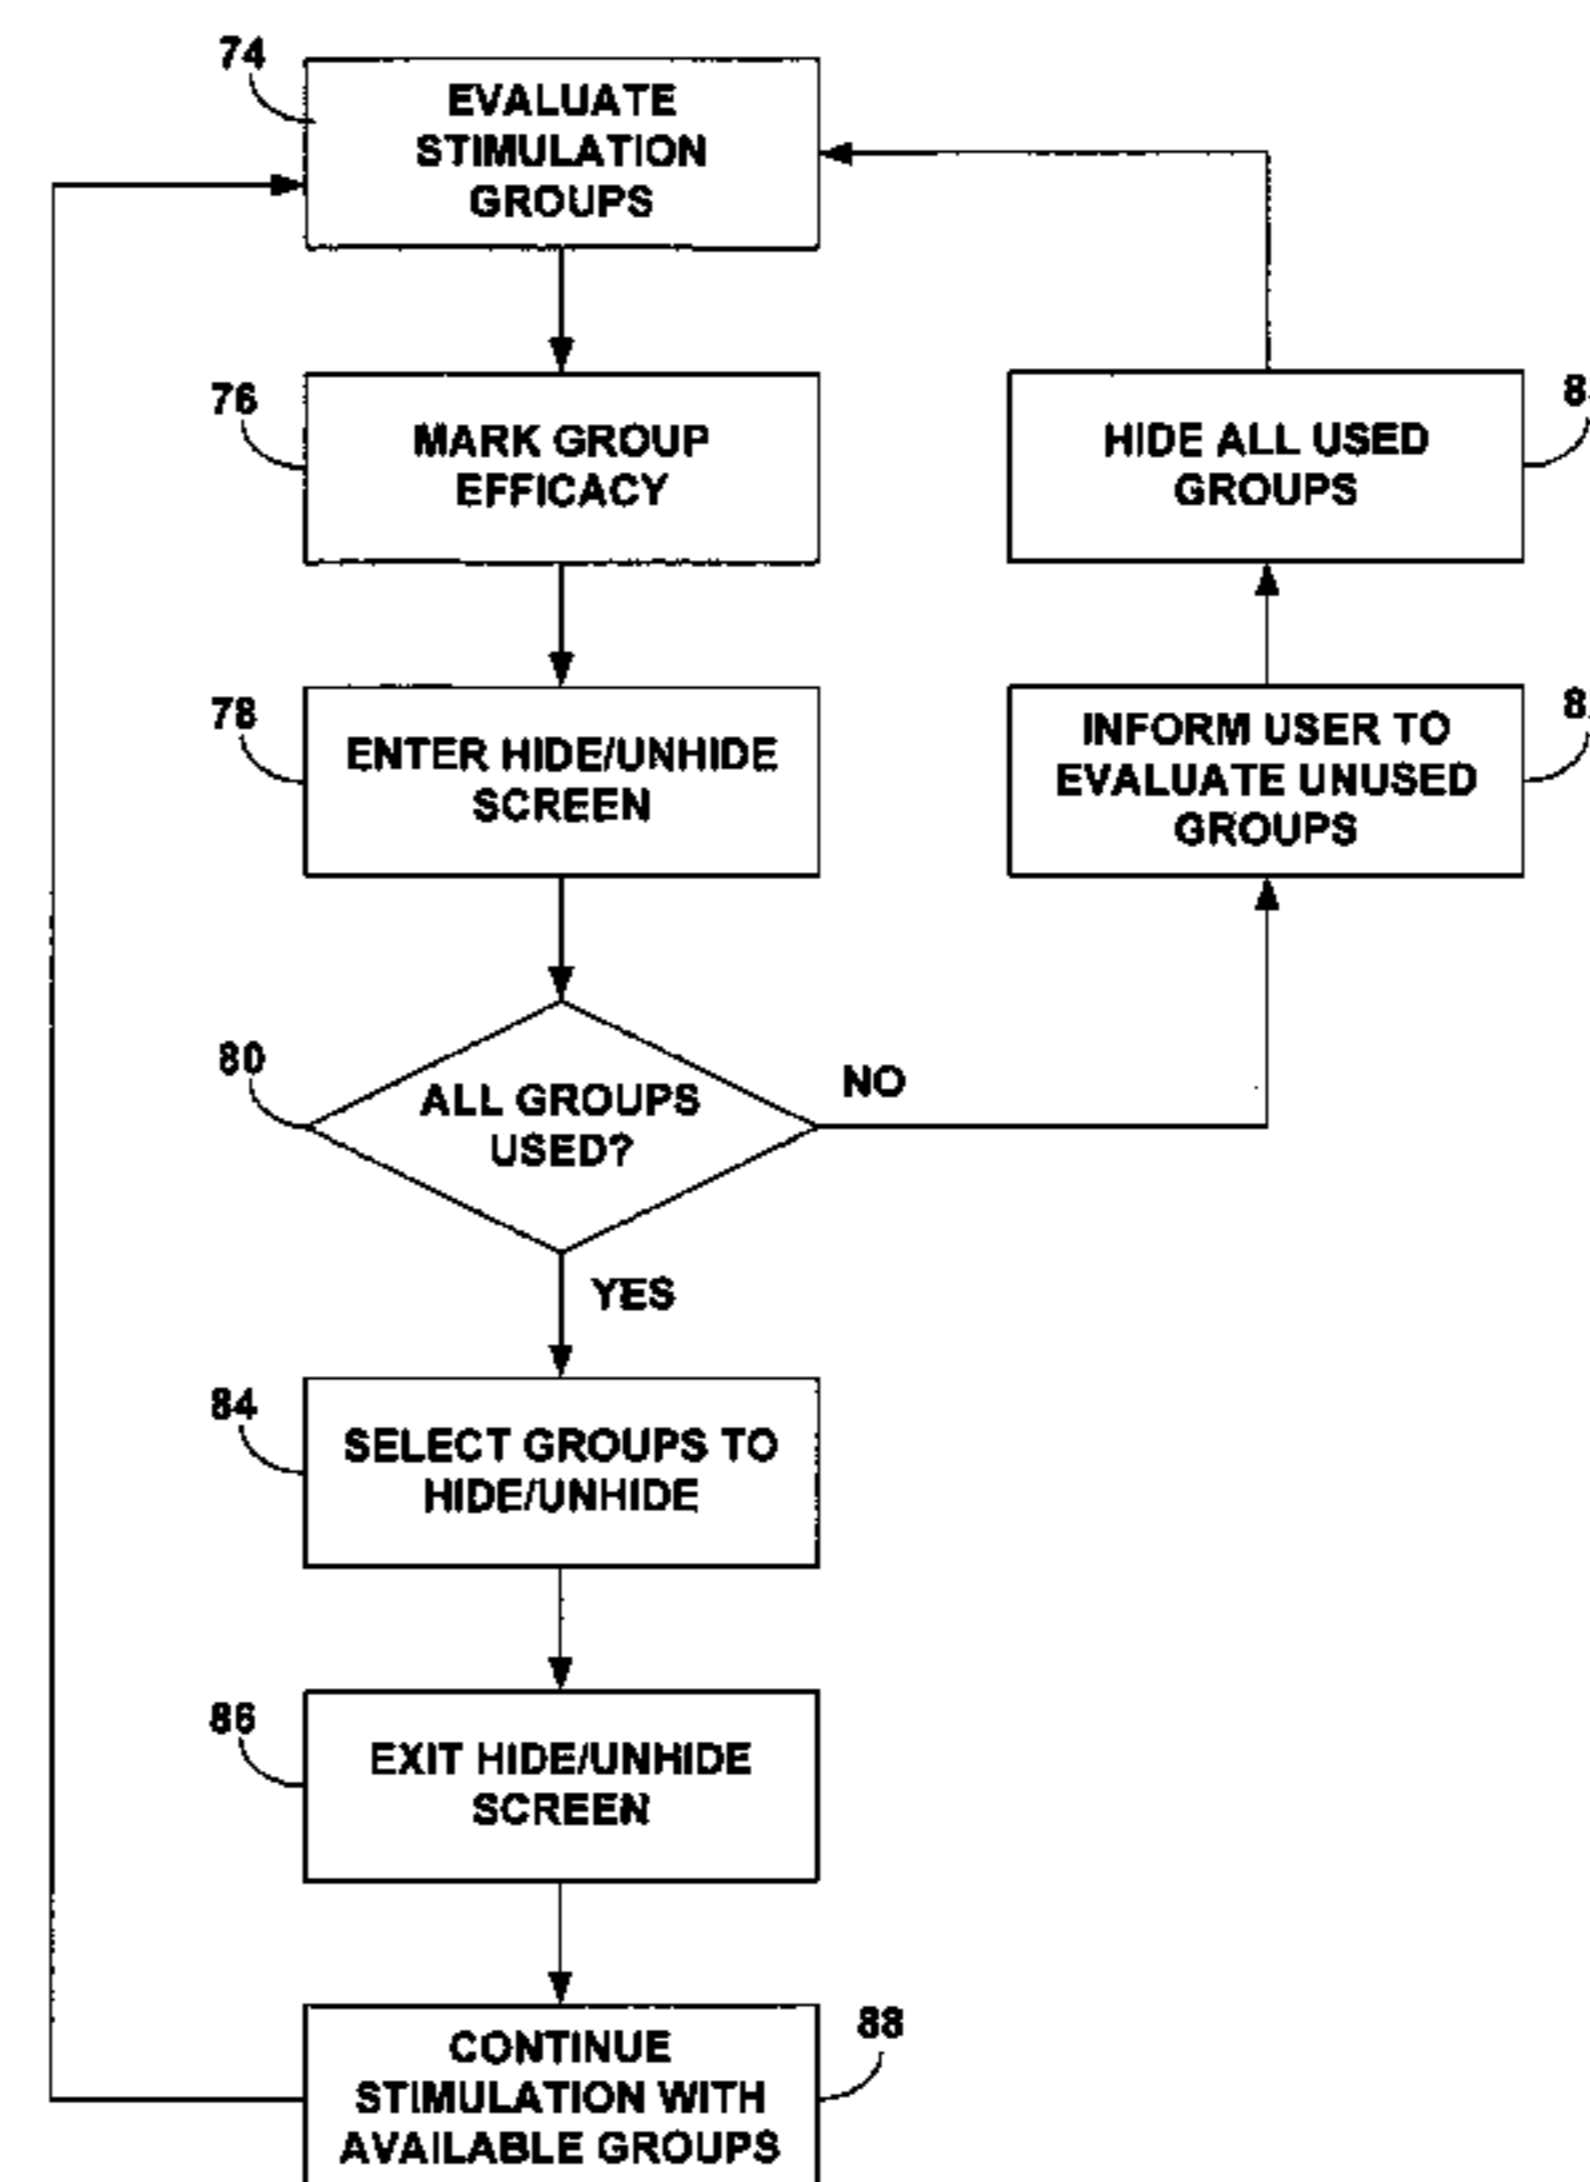 74
EVALUATE
STIMULATION
GROUPS
76
MARK GROUP
EFFICACY
HIDE ALL USED
GROUPS
78
ENTER HIDE/UNHIDE
SCREEN
INFORM USER TO
EVALUATE UNUSED
GROUPS
80
ALL GROUPS
USED?
NO
YES
84
SELECT GROUPS TO
HIDE/UNHIDE
86
EXIT HIDE/UNHIDE
SCREEN
88
CONTINUE
STIMULATION WITH
AVAILABLE GROUPS